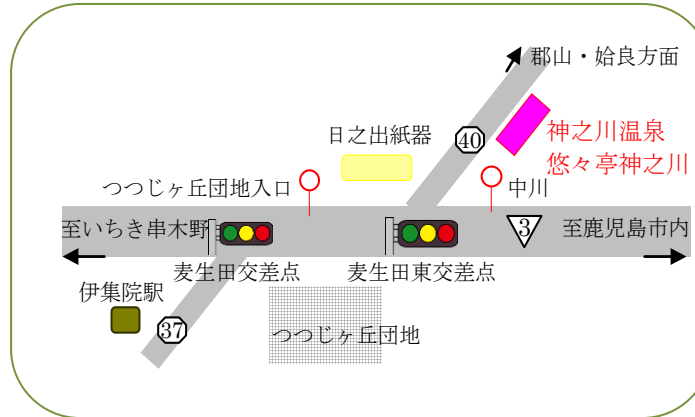 郡山・姶良方面
40
神之川温泉
悠々亭神之川
日之出紙器
つつじヶ丘団地入口
中川
至いちき串木野
3
至鹿児島市内
麦生田交差点
麦生田東交差点
伊集院駅
37
つつじヶ丘団地